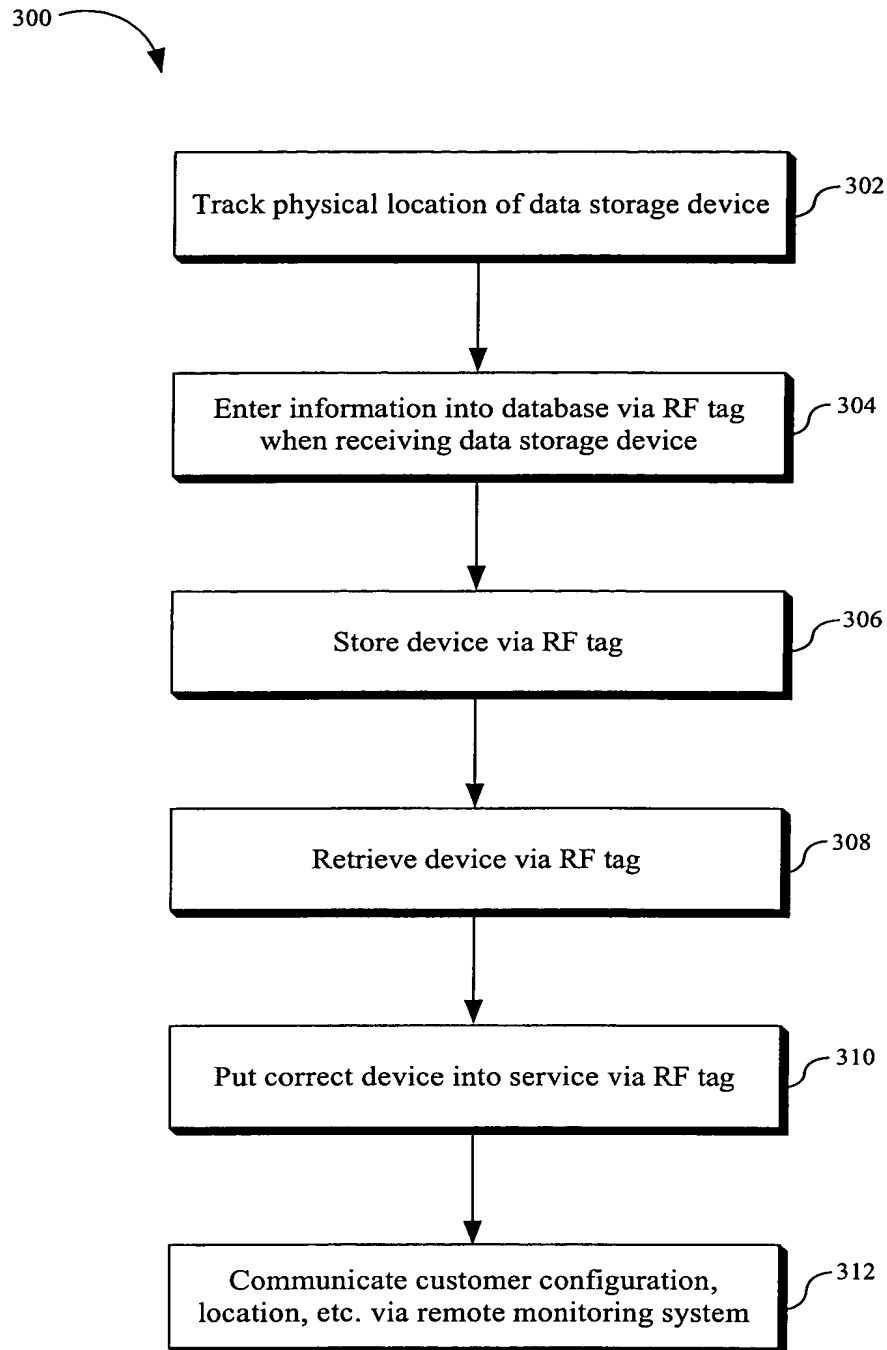 300
Track physical location of data storage device
302
Enter information into database via RF tag
when receiving data storage device
304
Store device via RF tag
306
Retrieve device via RF tag
308
Put correct device into service via RF tag
310
Communicate customer configuration,
location, etc. via remote monitoring system
312